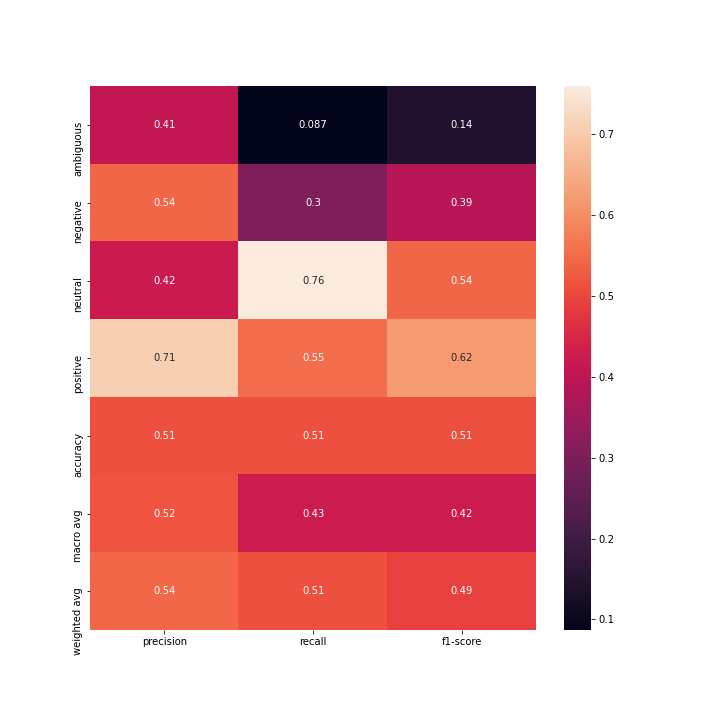 ambiguous 0.41 0.087 0.14
negative 0.54 0.3 0.39
neutral 0.42 0.76 0.54
positive 0.71 0.55 0.62
accuracy 0.51 0.51 0.51
macro avg 0.52 0.43 0.42
weighted avg 0.54 0.51 0.49
precision recall f1-score
0.7
0.6
0.5
0.4
0.3
0.2
0.1